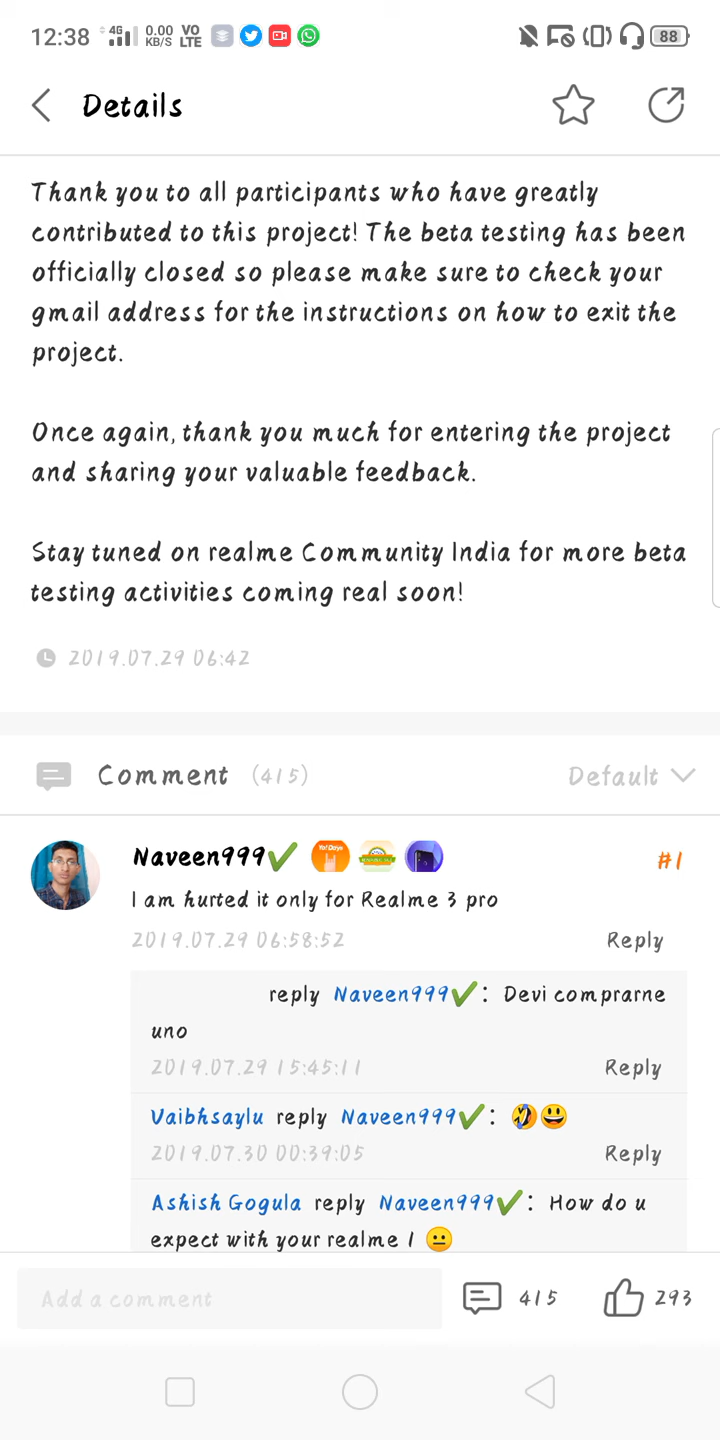 12:38 4G 0.00 KB/S VO LTE 88
Details
Thank you to all participants who have greatly
contributed to this project! The beta testing has been
officially closed so please make sure to check your
gmail address for the instructions on how to exit the
project.
Once again, thank you much for entering the project
and sharing your valuable feedback.
Stay tuned on realme Community India for more beta
testing activities coming real soon!
2019.07.29 06:42
Comment (415) Default
Naveen999✔ #1
I am hurted it only for Realme 3 pro
2019.07.29 06:58:52 Reply
reply Naveen999✔: Devi comprarne
uno
2019.07.29 15:45:11 Reply
Vaibhsaylu reply Naveen999✔: 🤣😃
2019.07.30 00:39:05 Reply
Ashish Gogula reply Naveen999✔: How do u
expect with your realme 1 😐
Add a comment 415 293